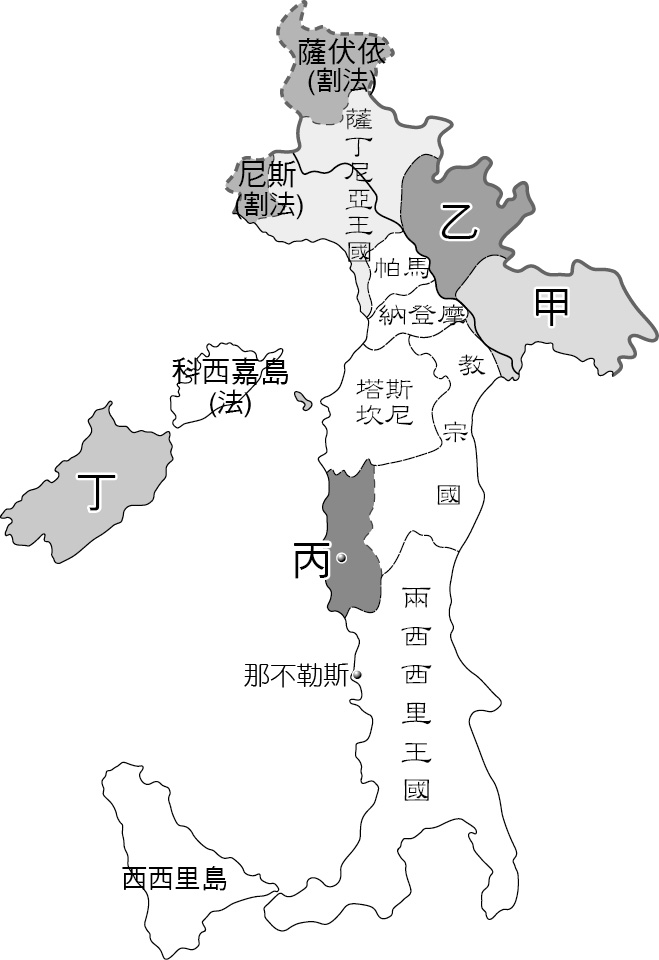 薩伏依
(割法)
薩丁尼亞王國
尼斯
(割法)
乙
帕馬
甲
納登摩
教宗國
科西嘉島
(法)
塔斯
坎尼
丁
丙
兩西西里王國
那不勒斯
西西里島